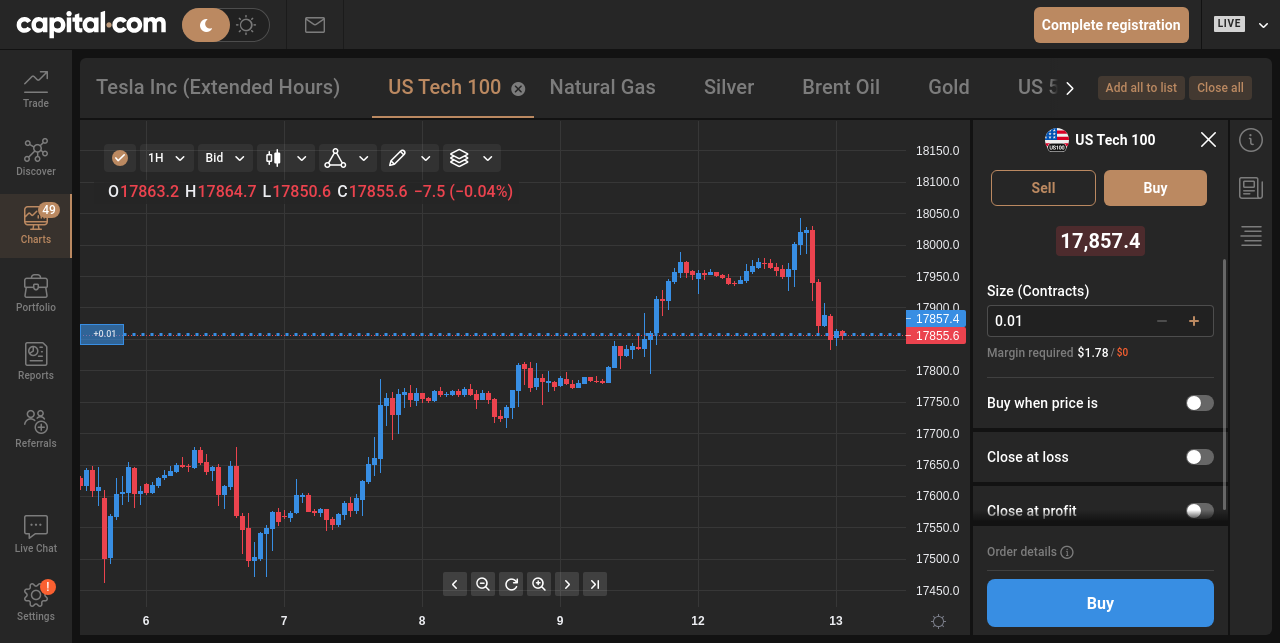 capital.com
Complete registration
LIVE
Trade
Discover
49
Charts
Portfolio
Reports
Referrals
Live Chat
!
Settings
Tesla Inc (Extended Hours)
US Tech 100
Natural Gas
Silver
Brent Oil
Gold
US 5
Add all to list
Close all
1H
Bid
O17863.2 H17864.7 L17850.6 C17855.6 −7.5 (−0.04%)
+0.01
18150.0
18100.0
18050.0
18000.0
17950.0
17900.0
17857.4
17855.6
17800.0
17750.0
17700.0
17650.0
17600.0
17550.0
17500.0
17450.0
6 7 8 9 12 13
US100
US Tech 100
Sell
Buy
17,857.4
Size (Contracts)
0.01
Margin required $1.78 / $0
Buy when price is
Close at loss
Close at profit
Order details
Buy